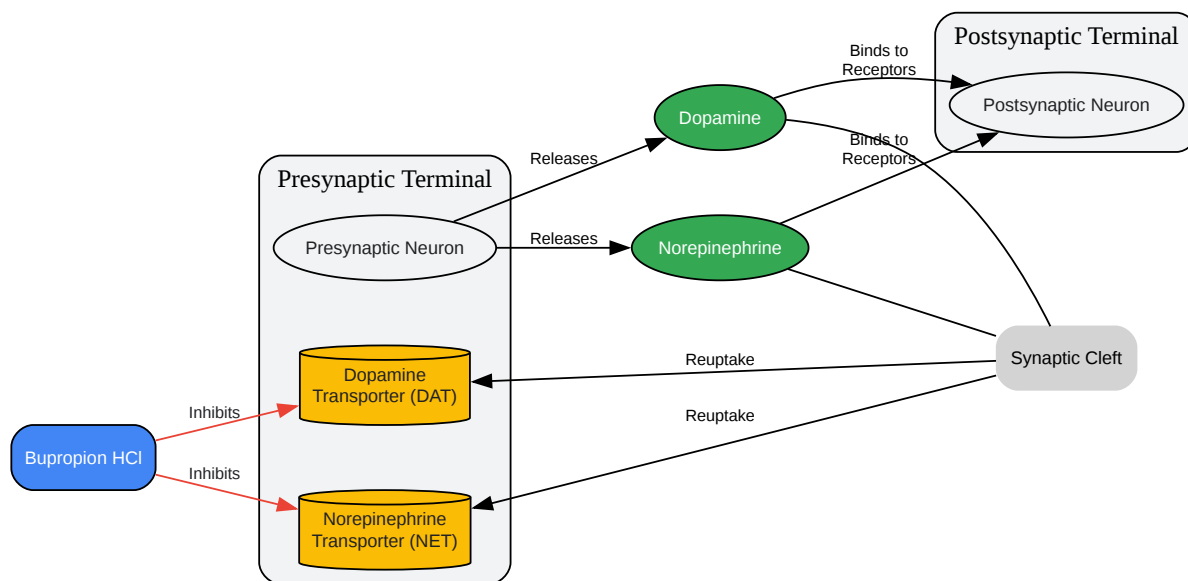 Postsynaptic Terminal
Binds to
Receptors
Postsynaptic Neuron
Dopamine
Binds to
Receptors
Releases
Presynaptic Terminal
Presynaptic Neuron
Releases
Norepinephrine
Synaptic Cleft
Reuptake
Dopamine
Transporter (DAT)
Reuptake
Inhibits
Bupropion HCl
Inhibits
Norepinephrine
Transporter (NET)